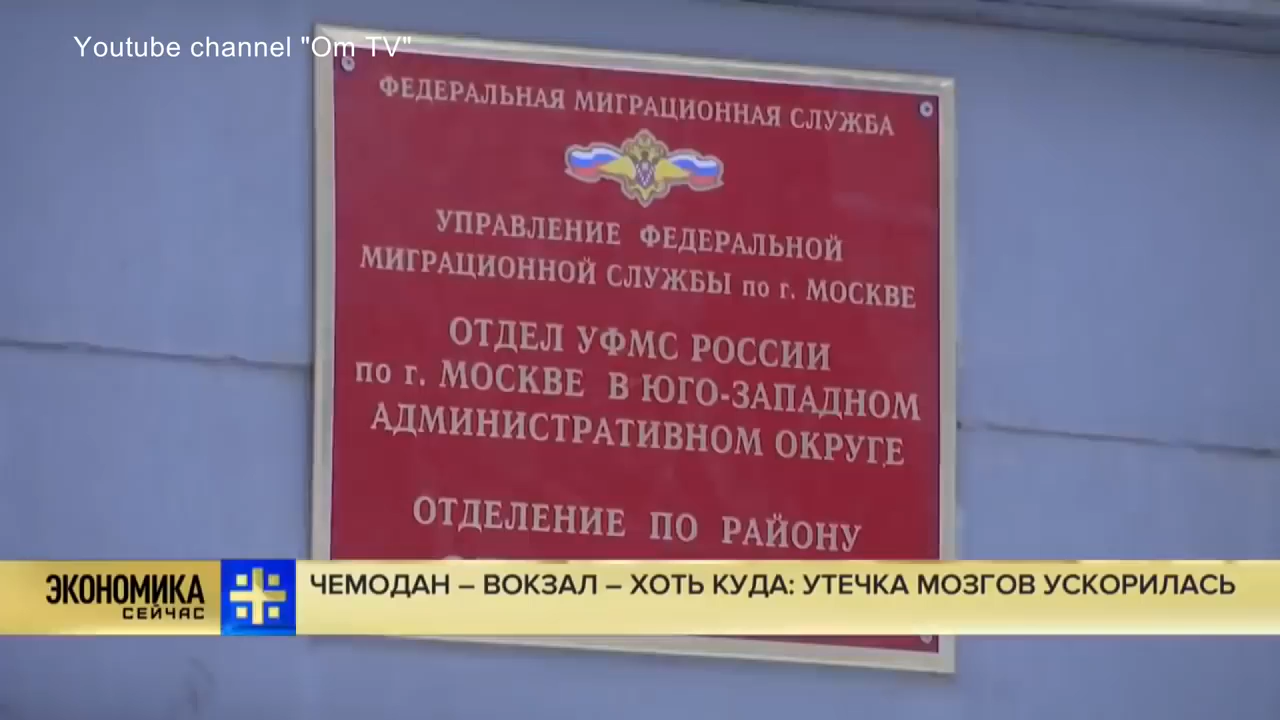 Youtube channel "Om TV"
ФЕДЕРАЛЬНАЯ МИГРАЦИОННАЯ СЛУЖБА
УПРАВЛЕНИЕ ФЕДЕРАЛЬНОЙ
МИГРАЦИОННОЙ СЛУЖБЫ по г. МОСКВЕ
ОТДЕЛ УФМС РОССИИ
по г. МОСКВЕ В ЮГО-ЗАПАДНОМ
АДМИНИСТРАТИВНОМ ОКРУГЕ
ОТДЕЛЕНИЕ ПО РАЙОНУ
ЭКОНОМИКА
СЕЙЧАС
ЧЕМОДАН – ВОКЗАЛ – ХОТЬ КУДА: УТЕЧКА МОЗГОВ УСКОРИЛАСЬ